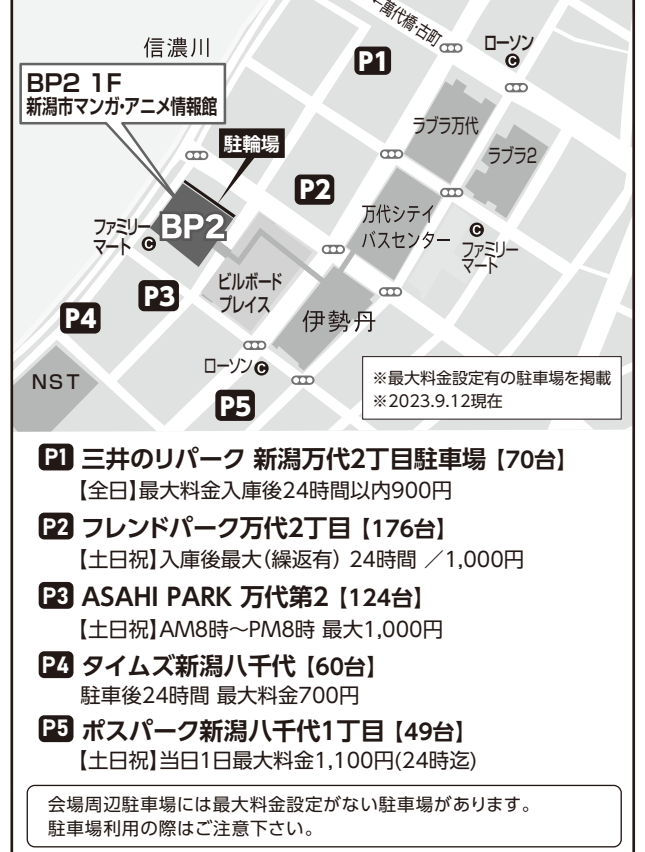 ←萬代橋・古町
信濃川
P1
ローソン
BP2 1F
新潟市マンガ・アニメ情報館
駐輪場
ラブラ万代
ラブラ2
P2
万代シテイ
バスセンター
ファミリー
マート
BP2
ファミリー
マート
P3
ビルボード
プレイス
P4
伊勢丹
NST
ローソン
P5
※最大料金設定有の駐車場を掲載
※2023.9.12現在
P1 三井のリパーク 新潟万代2丁目駐車場【70台】
【全日】最大料金入庫後24時間以内900円
P2 フレンドパーク万代2丁目【176台】
【土日祝】入庫後最大(繰返有) 24時間 ／1,000円
P3 ASAHI PARK 万代第2【124台】
【土日祝】AM8時～PM8時 最大1,000円
P4 タイムズ新潟八千代【60台】
駐車後24時間 最大料金700円
P5 ポスパーク新潟八千代1丁目【49台】
【土日祝】当日1日最大料金1,100円(24時迄)
会場周辺駐車場には最大料金設定がない駐車場があります。
駐車場利用の際はご注意下さい。